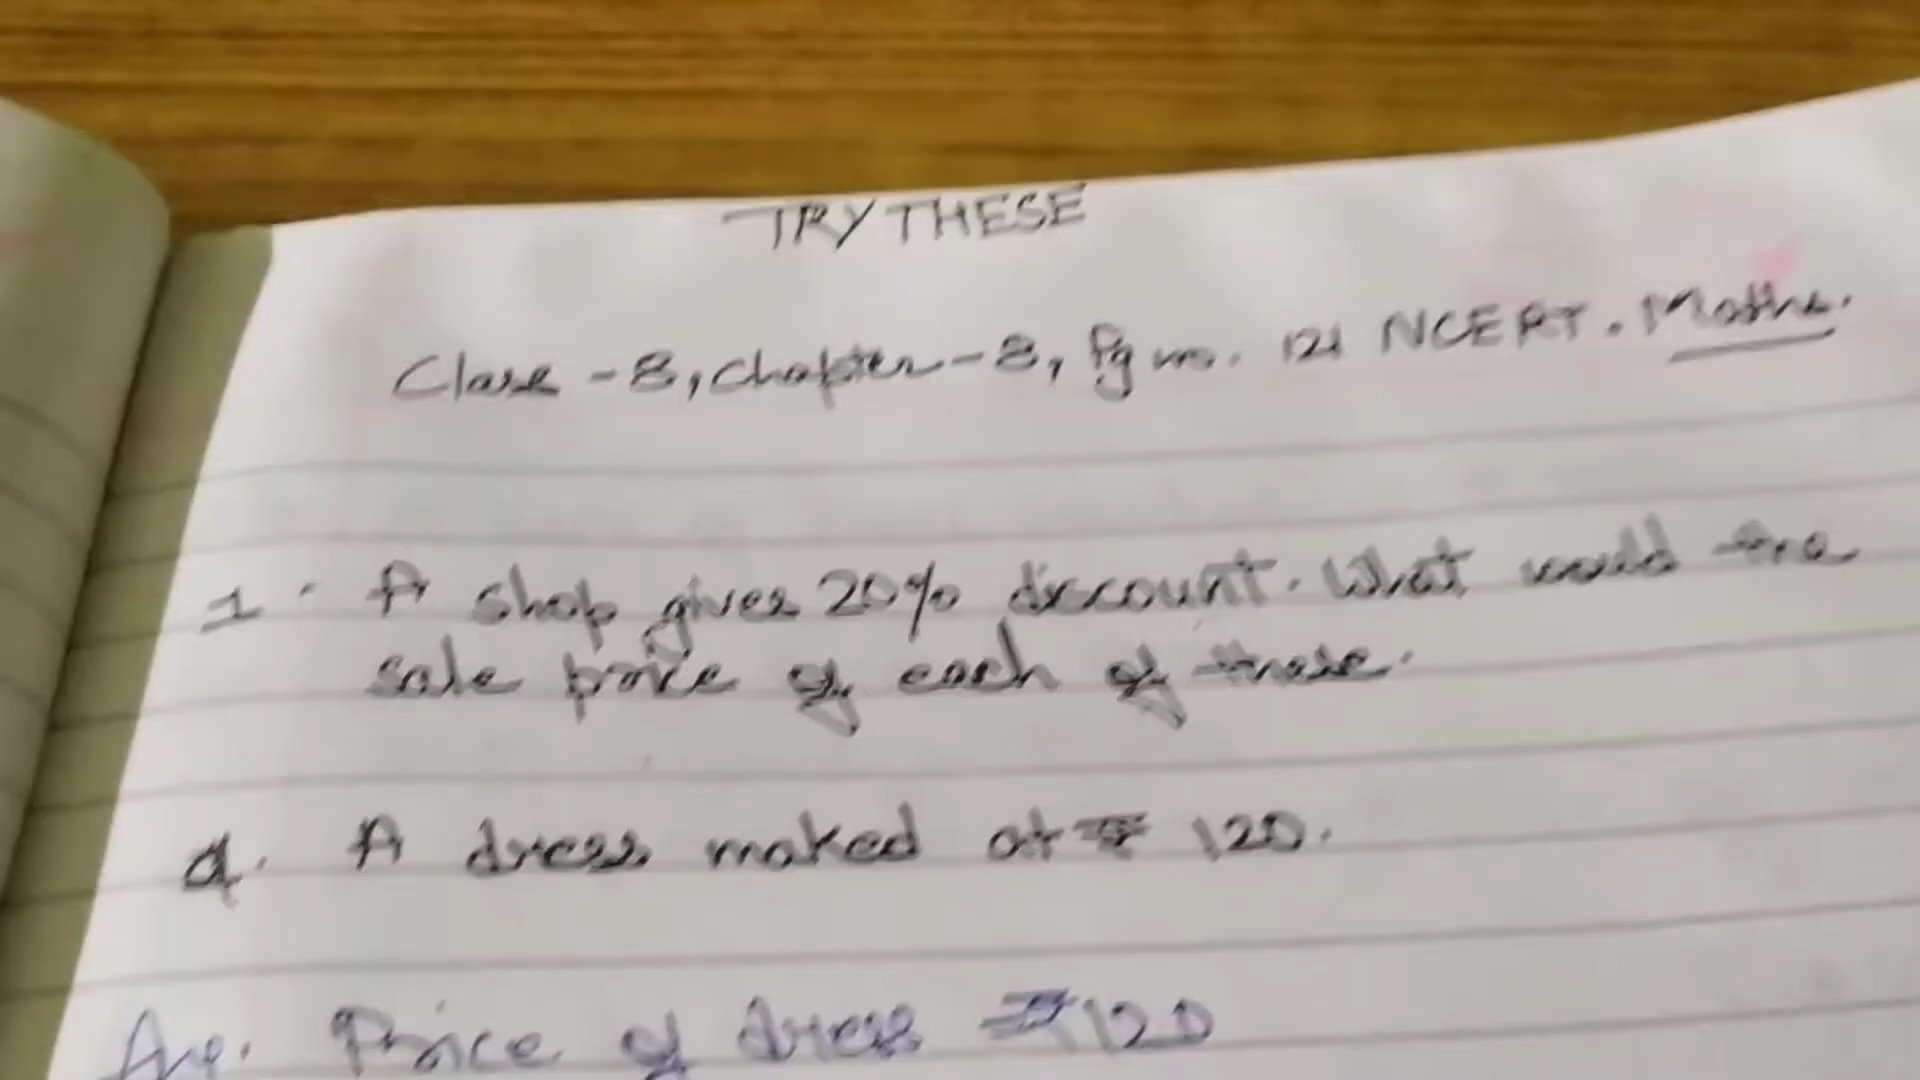 TRY THESE
Class - 8, Chapter - 8, Pg no. 121 NCERT. Maths.
1. A shop gives 20% discount. What would the
sale price of each of these.
a. A dress maked at ₹ 120.
Ans. Price of dress = ₹120